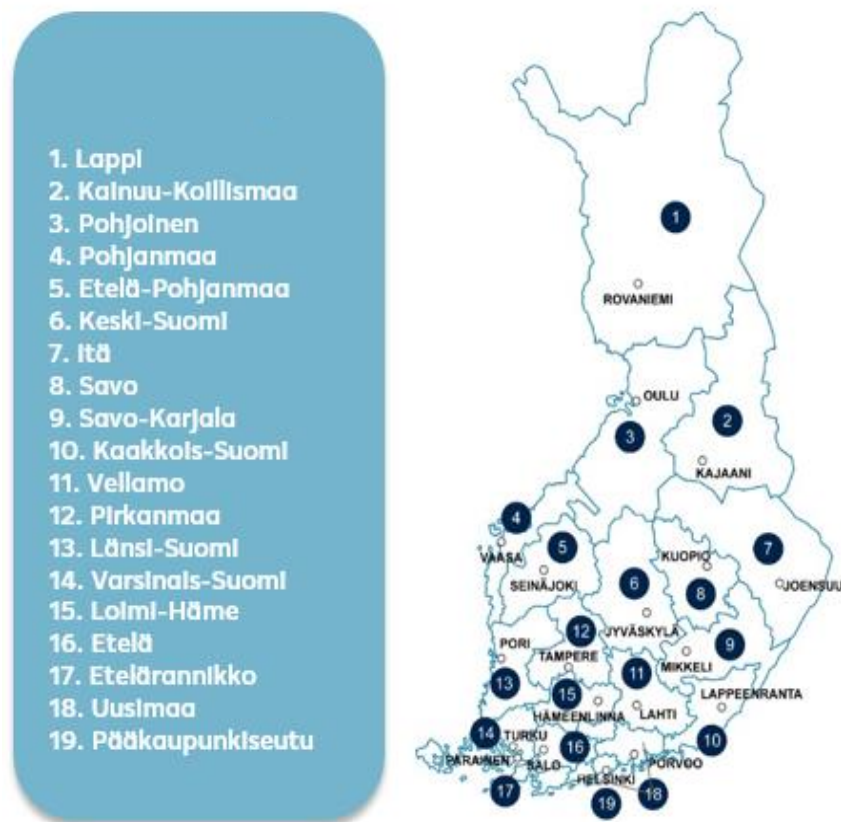 1. Lappi
2. Kainuu-Koillismaa
3. Pohjoinen
4. Pohjanmaa
5. Etelä-Pohjanmaa
6. Keski-Suomi
7. Itä
8. Savo
9. Savo-Karjala
10. Kaakkois-Suomi
11. Vellamo
12. Pirkanmaa
13. Länsi-Suomi
14. Varsinais-Suomi
15. Loimi-Häme
16. Etelä
17. Etelärannikko
18. Uusimaa
19. Pääkaupunkiseutu
1
ROVANIEMI
OULU
2
3
KAJAANI
4
VAASA
5
SEINÄJOKI
6
KUOPIO
7
8
JOENSUU
JYVÄSKYLÄ
12
PORI
TAMPERE
9
MIKKELI
13
15
11
LAPPEENRANTA
HÄMEENLINNA
LAHTI
14
TURKU
16
10
PARAINEN
SALO
PORVOO
HELSINKI
17
19
18